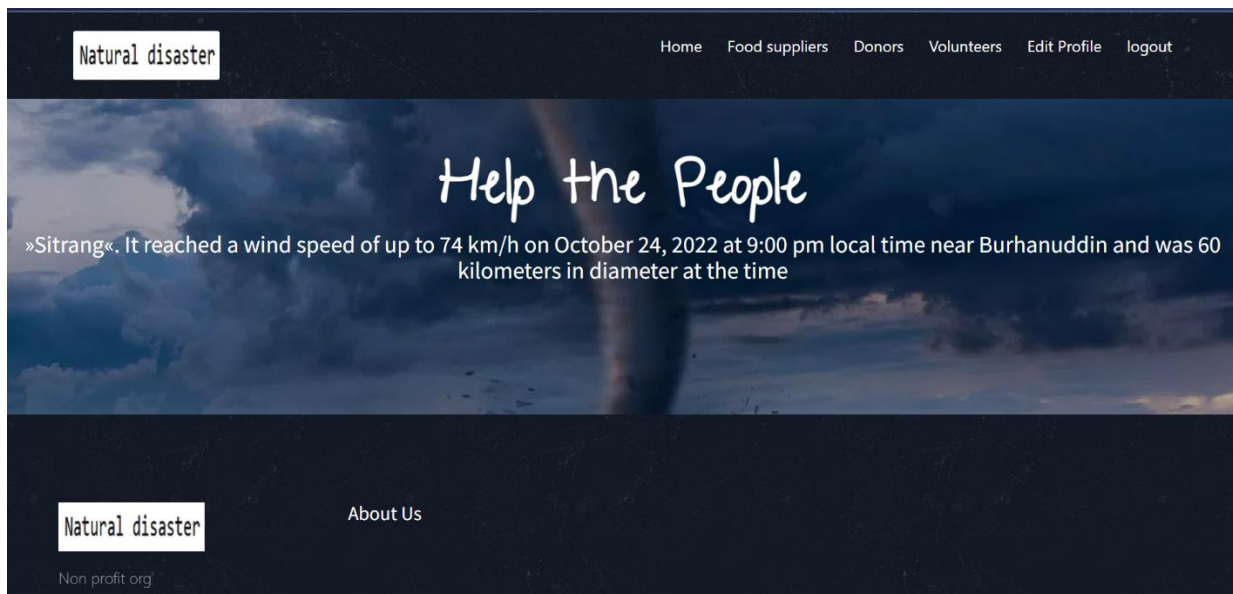 Natural disaster
Home Food suppliers Donors Volunteers Edit Profile logout
Help the People
»Sitrang«. It reached a wind speed of up to 74 km/h on October 24, 2022 at 9:00 pm local time near Burhanuddin and was 60
kilometers in diameter at the time
Natural disaster
About Us
Non profit org